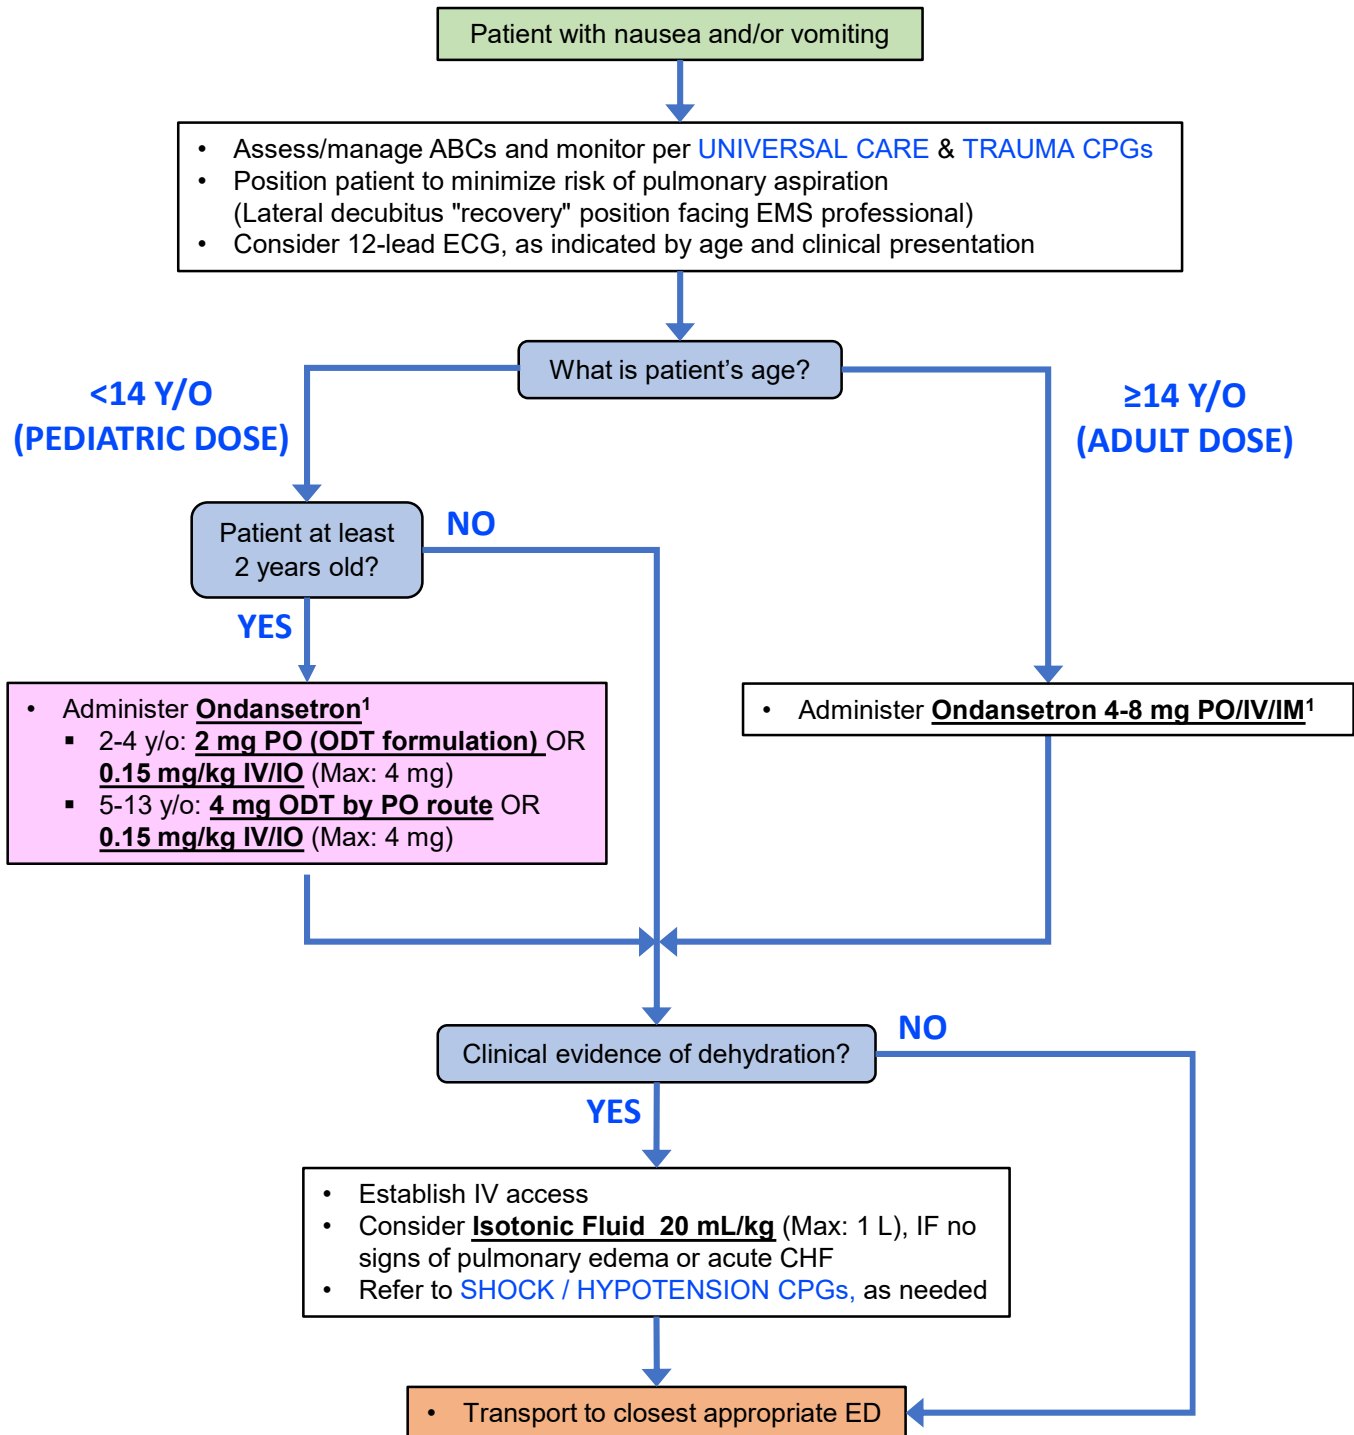 Patient with nausea and/or vomiting
• Assess/manage ABCs and monitor per UNIVERSAL CARE & TRAUMA CPGs
• Position patient to minimize risk of pulmonary aspiration
(Lateral decubitus "recovery" position facing EMS professional)
• Consider 12-lead ECG, as indicated by age and clinical presentation
What is patient’s age?
<14 Y/O
(PEDIATRIC DOSE)
≥14 Y/O
(ADULT DOSE)
Patient at least
2 years old?
NO
YES
• Administer Ondansetron¹
▪ 2-4 y/o: 2 mg PO (ODT formulation) OR
0.15 mg/kg IV/IO (Max: 4 mg)
▪ 5-13 y/o: 4 mg ODT by PO route OR
0.15 mg/kg IV/IO (Max: 4 mg)
• Administer Ondansetron 4-8 mg PO/IV/IM¹
Clinical evidence of dehydration?
NO
YES
• Establish IV access
• Consider Isotonic Fluid 20 mL/kg (Max: 1 L), IF no
signs of pulmonary edema or acute CHF
• Refer to SHOCK / HYPOTENSION CPGs, as needed
• Transport to closest appropriate ED